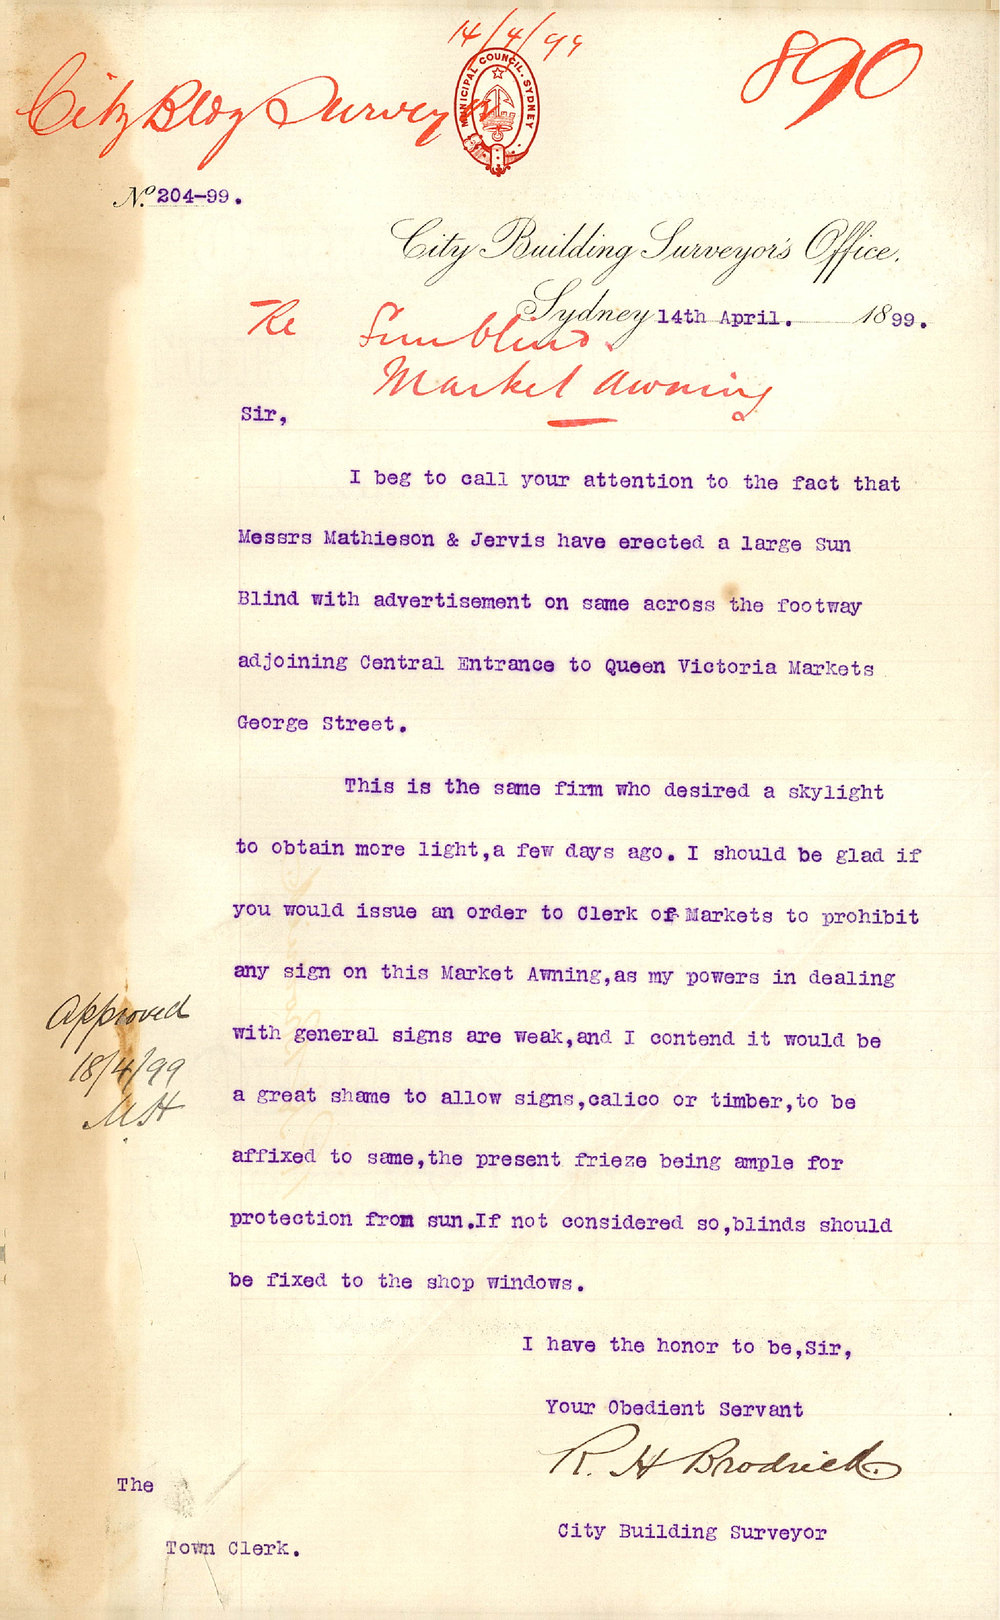 14/4/99
890
City Bldg Surveyor
MUNICIPAL COUNCIL. SYDNEY
No. 204-99.
City Building Surveyor's Office.
Sydney 14th April. 1899.
Re Sun blind.
Market Awning
Sir,
I beg to call your attention to the fact that
Messrs Mathieson & Jervis have erected a large Sun
Blind with advertisement on same across the footway
adjoining Central Entrance to Queen Victoria Markets
George Street.
This is the same firm who desired a skylight
to obtain more light,a few days ago. I should be glad if
you would issue an order to Clerk of Markets to prohibit
any sign on this Market Awning,as my powers in dealing
with general signs are weak,and I contend it would be
a great shame to allow signs,calico or timber,to be
affixed to same,the present frieze being ample for
protection from sun.If not considered so,blinds should
be fixed to the shop windows.
Approved
18/4/99
MH
I have the honor to be,Sir,
Your Obedient Servant
R. H Brodrick.
City Building Surveyor
The
Town Clerk.